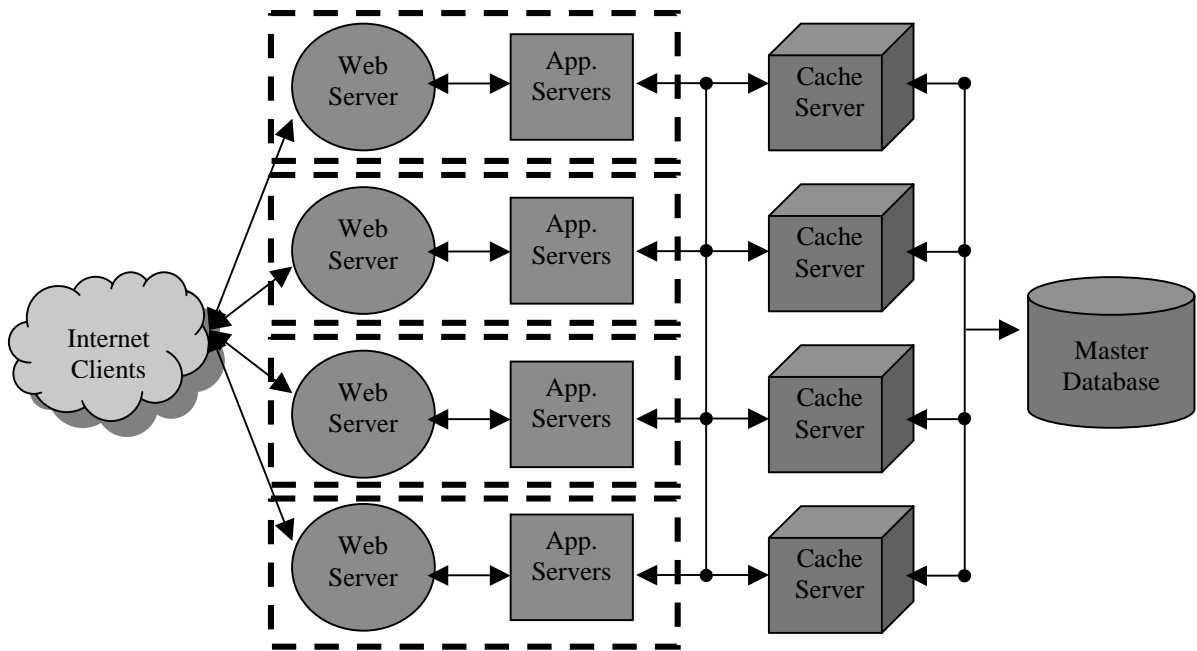 Web
Server
App.
Servers
Cache
Server
Web
Server
App.
Servers
Cache
Server
Internet
Clients
Master
Database
Web
Server
App.
Servers
Cache
Server
Web
Server
App.
Servers
Cache
Server